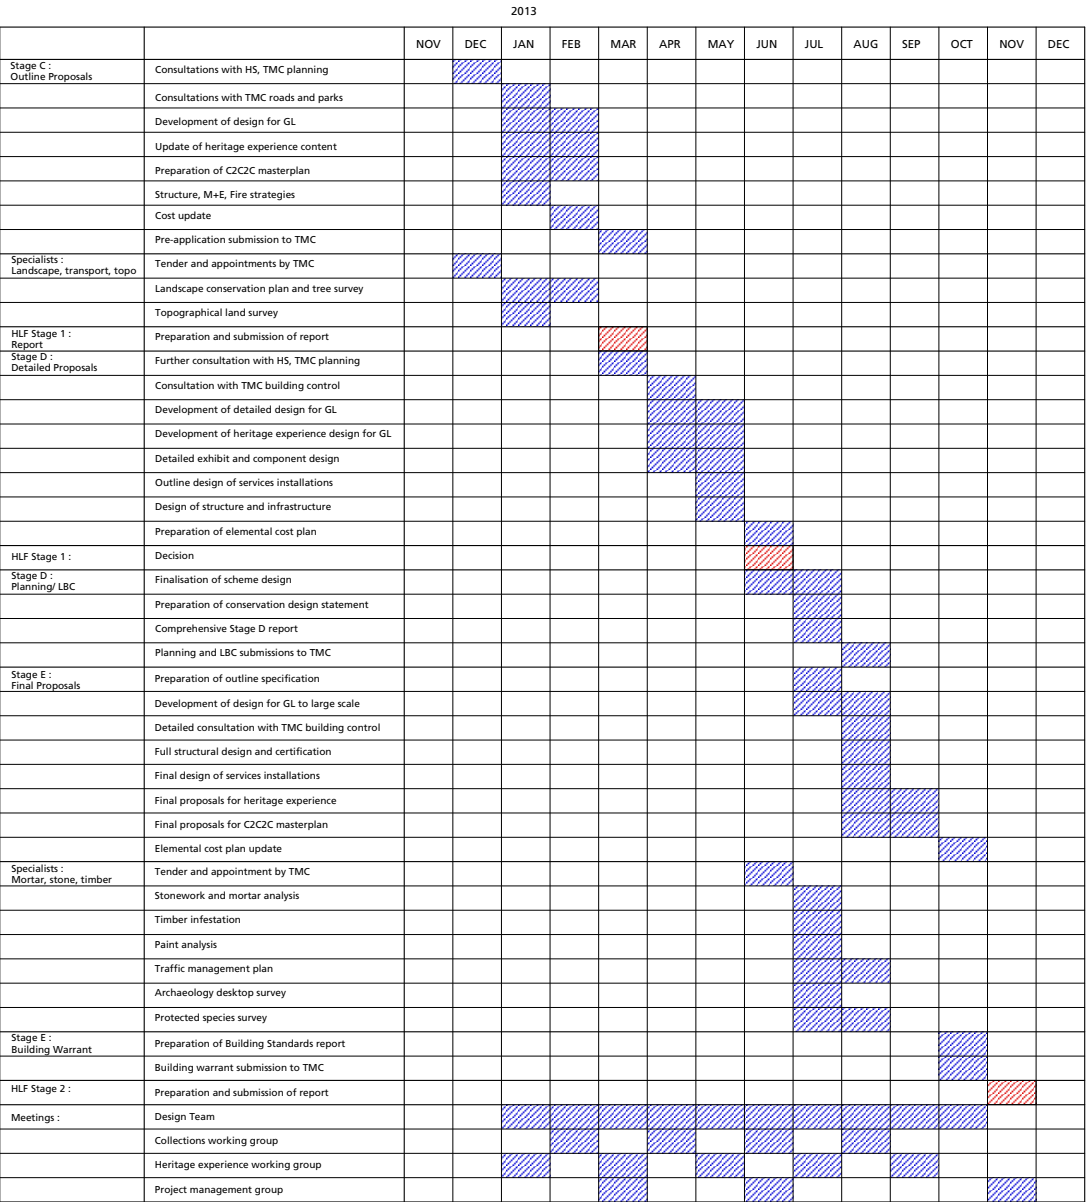 2013
NOV DEC JAN FEB MAR APR MAY JUN JUL AUG SEP OCT NOV DEC
Stage C :
Outline Proposals
Consultations with HS, TMC planning
Consultations with TMC roads and parks
Development of design for GL
Update of heritage experience content
Preparation of C2C2C masterplan
Structure, M+E, Fire strategies
Cost update
Pre-application submission to TMC
Specialists :
Landscape, transport, topo
Tender and appointments by TMC
Landscape conservation plan and tree survey
Topographical land survey
HLF Stage 1 :
Report
Preparation and submission of report
Stage D :
Detailed Proposals
Further consultation with HS, TMC planning
Consultation with TMC building control
Development of detailed design for GL
Development of heritage experience design for GL
Detailed exhibit and component design
Outline design of services installations
Design of structure and infrastructure
Preparation of elemental cost plan
HLF Stage 1 :
Decision
Stage D :
Planning/ LBC
Finalisation of scheme design
Preparation of conservation design statement
Comprehensive Stage D report
Planning and LBC submissions to TMC
Stage E :
Final Proposals
Preparation of outline specification
Development of design for GL to large scale
Detailed consultation with TMC building control
Full structural design and certification
Final design of services installations
Final proposals for heritage experience
Final proposals for C2C2C masterplan
Elemental cost plan update
Specialists :
Mortar, stone, timber
Tender and appointment by TMC
Stonework and mortar analysis
Timber infestation
Paint analysis
Traffic management plan
Archaeology desktop survey
Protected species survey
Stage E :
Building Warrant
Preparation of Building Standards report
Building warrant submission to TMC
HLF Stage 2 :
Preparation and submission of report
Meetings :
Design Team
Collections working group
Heritage experience working group
Project management group